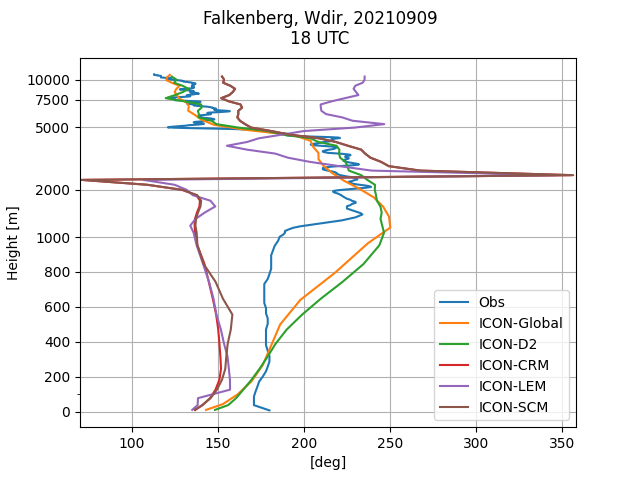 Falkenberg, Wdir, 20210909
18 UTC
10000
7500
5000
2000
1000
800
600
400
200
0
Height [m]
100
150
200
250
300
350
[deg]
Obs
ICON-Global
ICON-D2
ICON-CRM
ICON-LEM
ICON-SCM